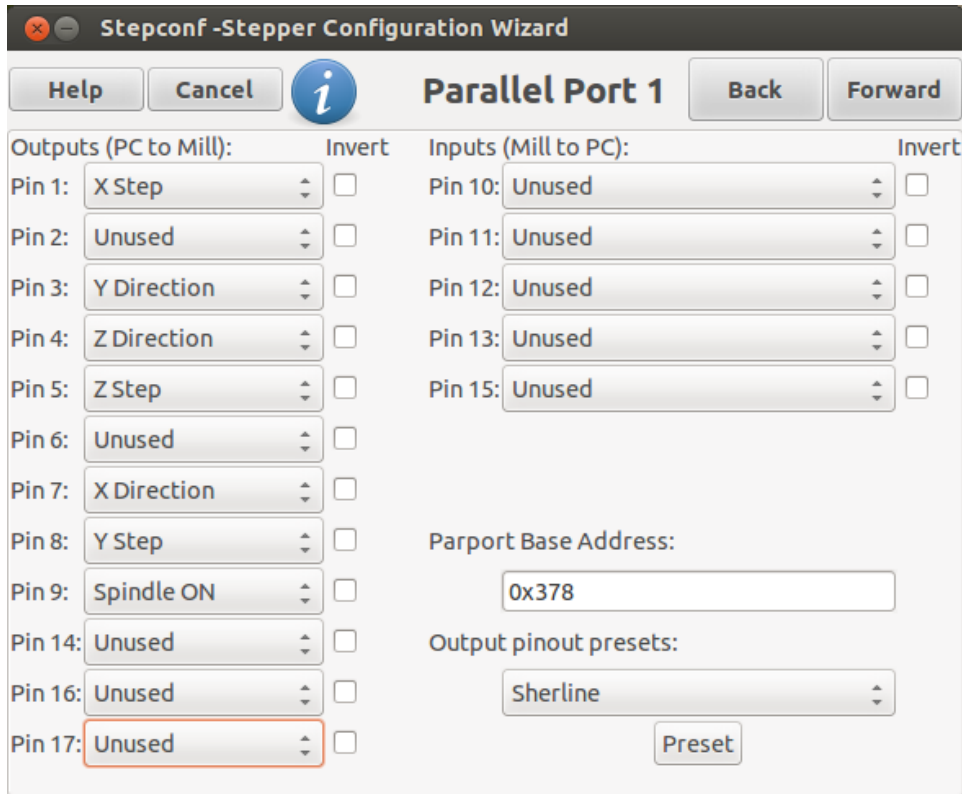 Stepconf -Stepper Configuration Wizard
Help Cancel i Parallel Port 1 Back Forward
Outputs (PC to Mill): Invert Inputs (Mill to PC): Invert
Pin 1: X Step Pin 10: Unused
Pin 2: Unused Pin 11: Unused
Pin 3: Y Direction Pin 12: Unused
Pin 4: Z Direction Pin 13: Unused
Pin 5: Z Step Pin 15: Unused
Pin 6: Unused
Pin 7: X Direction
Pin 8: Y Step Parport Base Address:
Pin 9: Spindle ON 0x378
Pin 14: Unused Output pinout presets:
Pin 16: Unused Sherline
Pin 17: Unused Preset